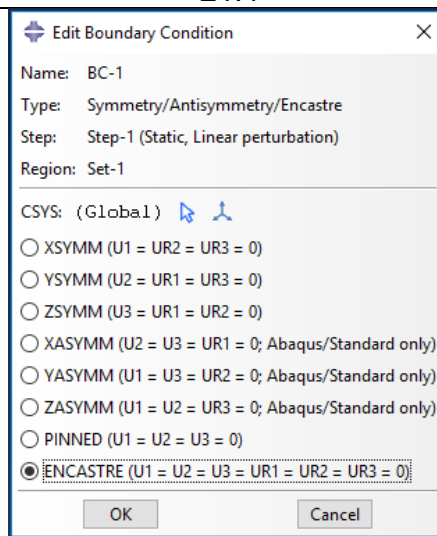 Edit Boundary Condition
Name: BC-1
Type: Symmetry/Antisymmetry/Encastre
Step: Step-1 (Static, Linear perturbation)
Region: Set-1
CSYS: (Global)
XSYMM (U1 = UR2 = UR3 = 0)
YSYMM (U2 = UR1 = UR3 = 0)
ZSYMM (U3 = UR1 = UR2 = 0)
XASYMM (U2 = U3 = UR1 = 0; Abaqus/Standard only)
YASYMM (U1 = U3 = UR2 = 0; Abaqus/Standard only)
ZASYMM (U1 = U2 = UR3 = 0; Abaqus/Standard only)
PINNED (U1 = U2 = U3 = 0)
ENCASTRE (U1 = U2 = U3 = UR1 = UR2 = UR3 = 0)
OK Cancel